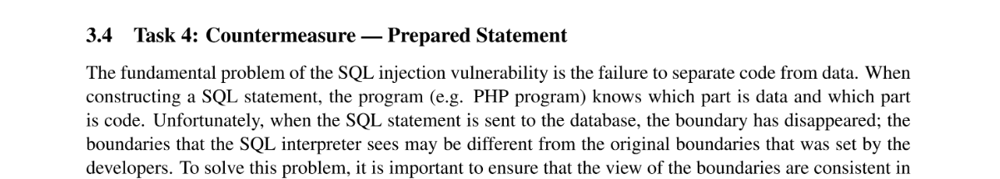 3.4 Task 4: Countermeasure — Prepared Statement
The fundamental problem of the SQL injection vulnerability is the failure to separate code from data. When
constructing a SQL statement, the program (e.g. PHP program) knows which part is data and which part
is code. Unfortunately, when the SQL statement is sent to the database, the boundary has disappeared; the
boundaries that the SQL interpreter sees may be different from the original boundaries that was set by the
developers. To solve this problem, it is important to ensure that the view of the boundaries are consistent in